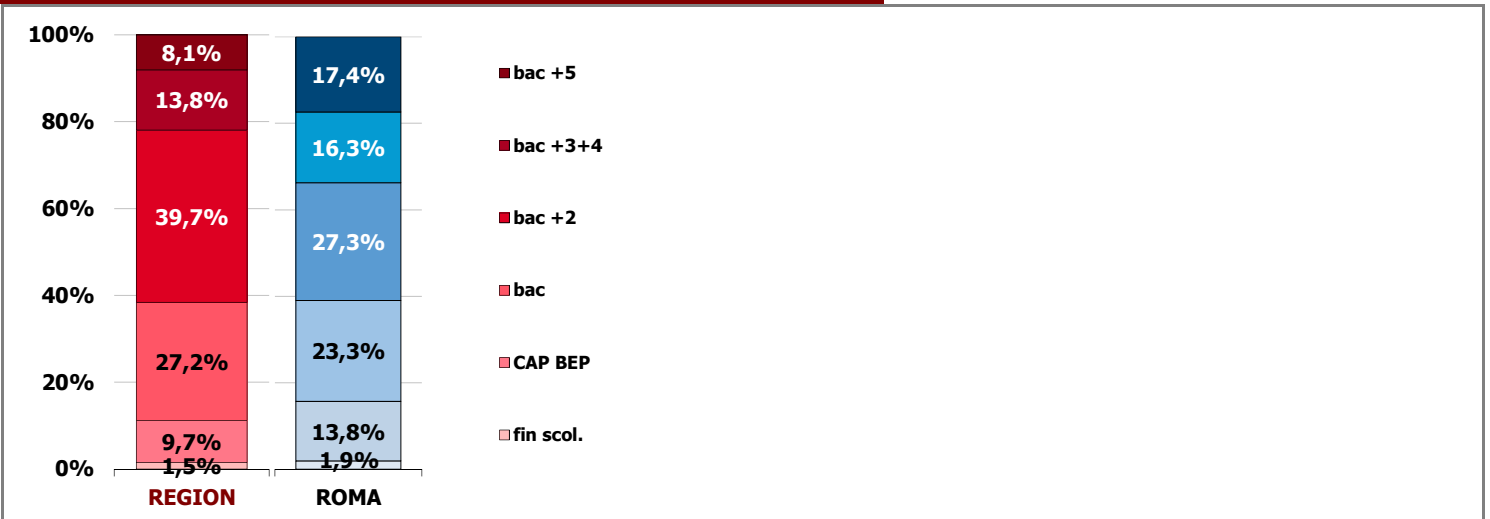 100%
80%
60%
40%
20%
0%
8,1%
13,8%
39,7%
27,2%
9,7%
1,5%
REGION
17,4%
16,3%
27,3%
23,3%
13,8%
1,9%
ROMA
bac +5
bac +3+4
bac +2
bac
CAP BEP
fin scol.